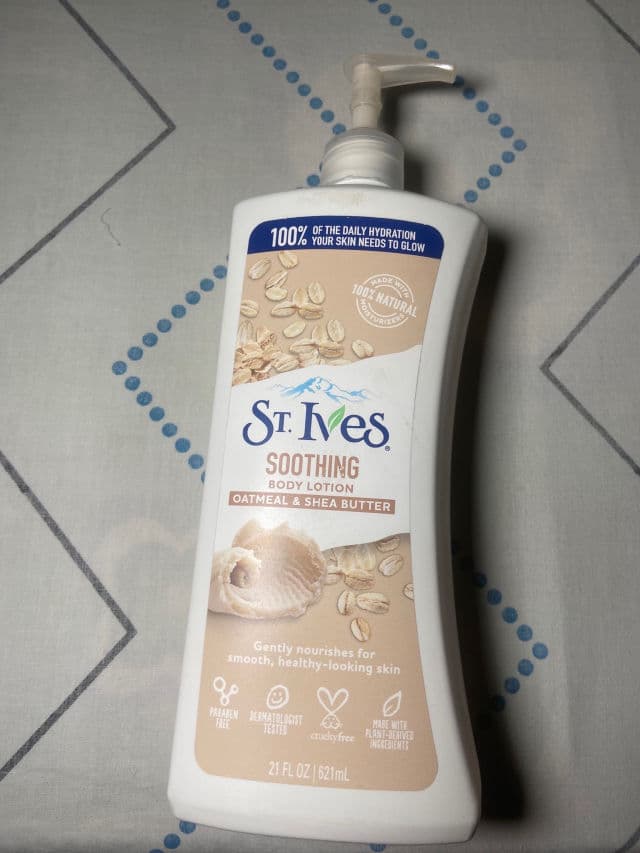 100% OF THE DAILY HYDRATION
YOUR SKIN NEEDS TO GLOW
MADE WITH
100% NATURAL
MOISTURIZERS
ST. IVES®
SOOTHING
BODY LOTION
OATMEAL & SHEA BUTTER
Gently nourishes for
smooth, healthy-looking skin
PARABEN
FREE
DERMATOLOGIST
TESTED
crueltyfree
MADE WITH
PLANT-DERIVED
INGREDIENTS
21 FL OZ | 621mL